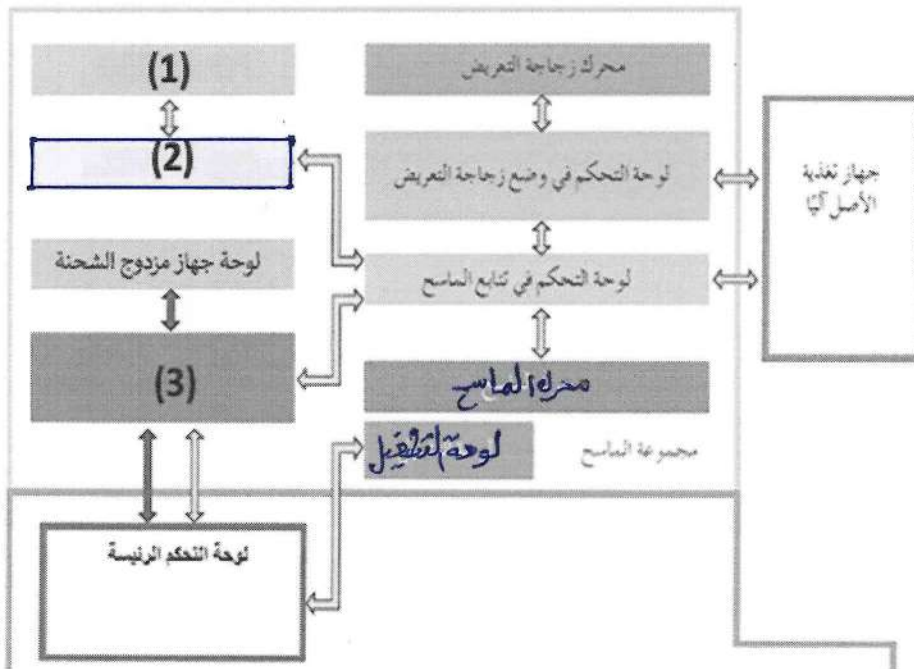 (1)
محرك زجاجة التعريض
(2)
لوحة التحكم في وضع زجاجة التعريض
جهاز تغذية
الأصل آليًا
لوحة جهاز مزدوج الشحنة
لوحة التحكم في تتابع الماسح
(3)
محرك الماسح
لوحة التشغيل
مجموعة الماسح
لوحة التحكم الرئيسة